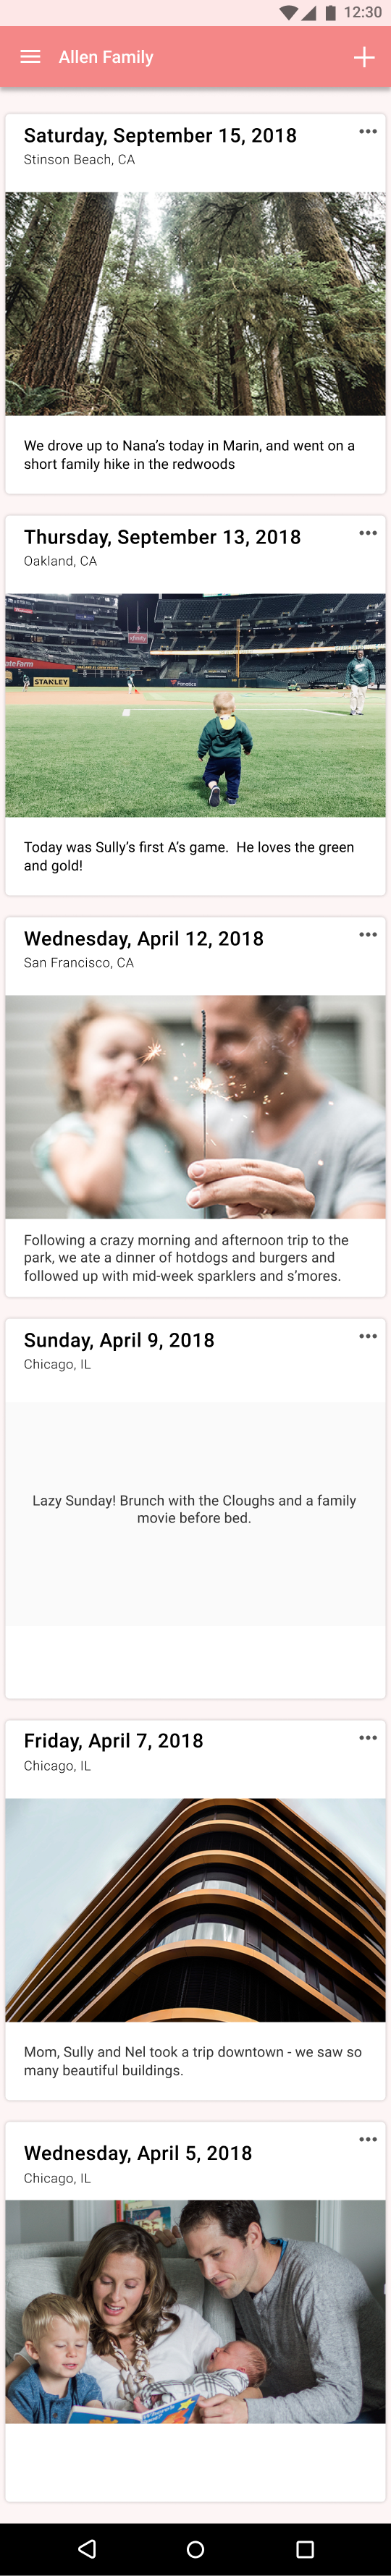 12:30
Allen Family
Saturday, September 15, 2018
Stinson Beach, CA
We drove up to Nana’s today in Marin, and went on a
short family hike in the redwoods
Thursday, September 13, 2018
Oakland, CA
xfinity
StateFarm
STANLEY
Fanatics
Today was Sully’s first A’s game.  He loves the green
and gold!
Wednesday, April 12, 2018
San Francisco, CA
Following a crazy morning and afternoon trip to the
park, we ate a dinner of hotdogs and burgers and
followed up with mid-week sparklers and s’mores.
Sunday, April 9, 2018
Chicago, IL
Lazy Sunday! Brunch with the Cloughs and a family
movie before bed.
Friday, April 7, 2018
Chicago, IL
Mom, Sully and Nel took a trip downtown - we saw so
many beautiful buildings.
Wednesday, April 5, 2018
Chicago, IL